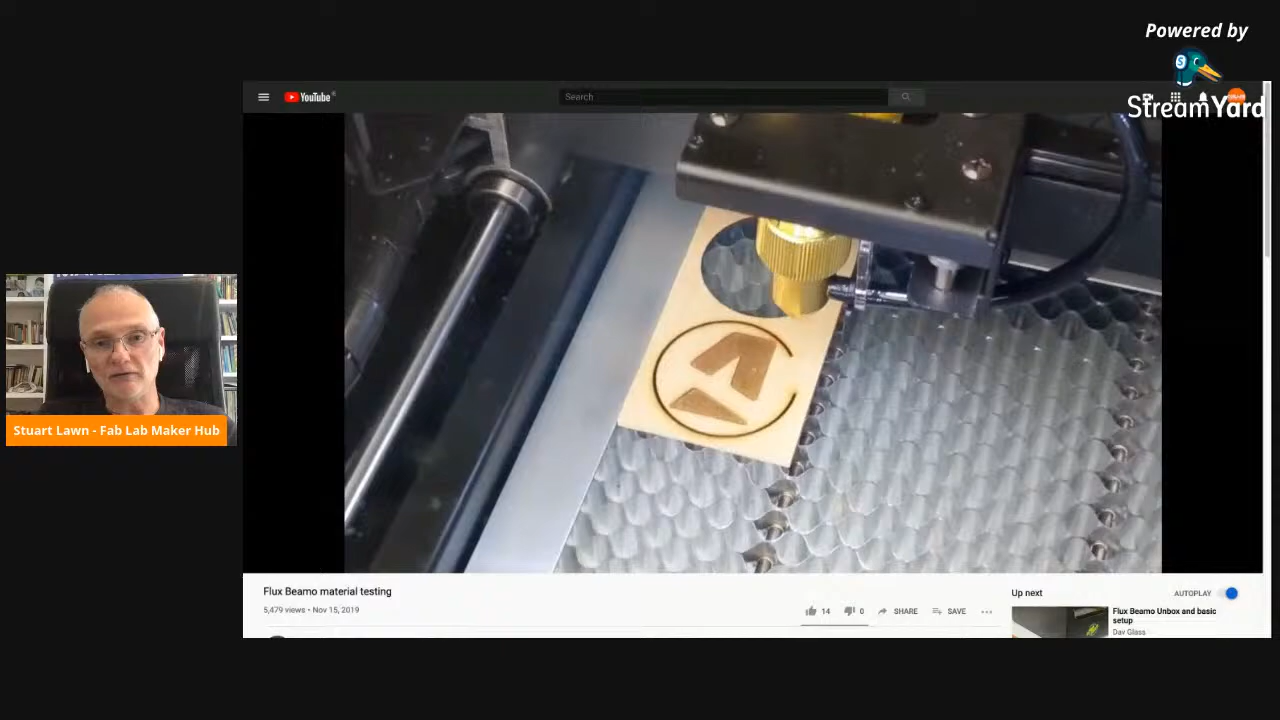 Powered by
StreamYard
YouTube
Search
Stuart Lawn - Fab Lab Maker Hub
Flux Beamo material testing
5,479 views • Nov 15, 2019
14
0
SHARE
SAVE
Up next
AUTOPLAY
Flux Beamo Unbox and basic
setup
Dav Glass